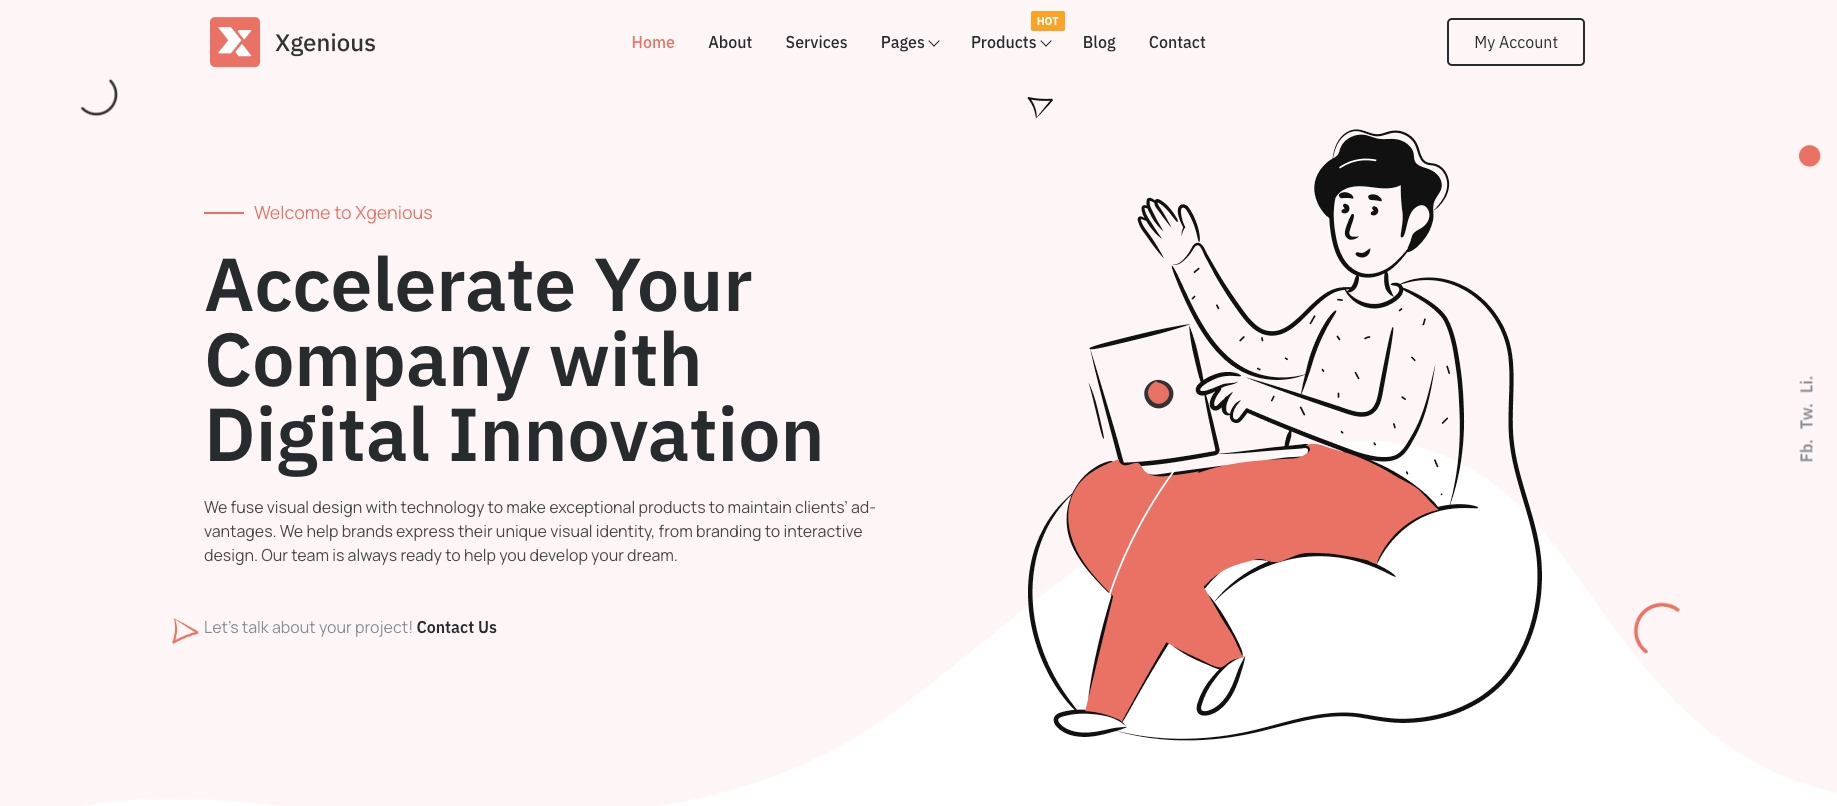 Xgenious
Home About Services Pages Products HOT Blog Contact
My Account
Welcome to Xgenious
Accelerate Your
Company with
Digital Innovation
We fuse visual design with technology to make exceptional products to maintain clients’ ad-
vantages. We help brands express their unique visual identity, from branding to interactive
design. Our team is always ready to help you develop your dream.
Let’s talk about your project! Contact Us
Fb. Tw. Li.